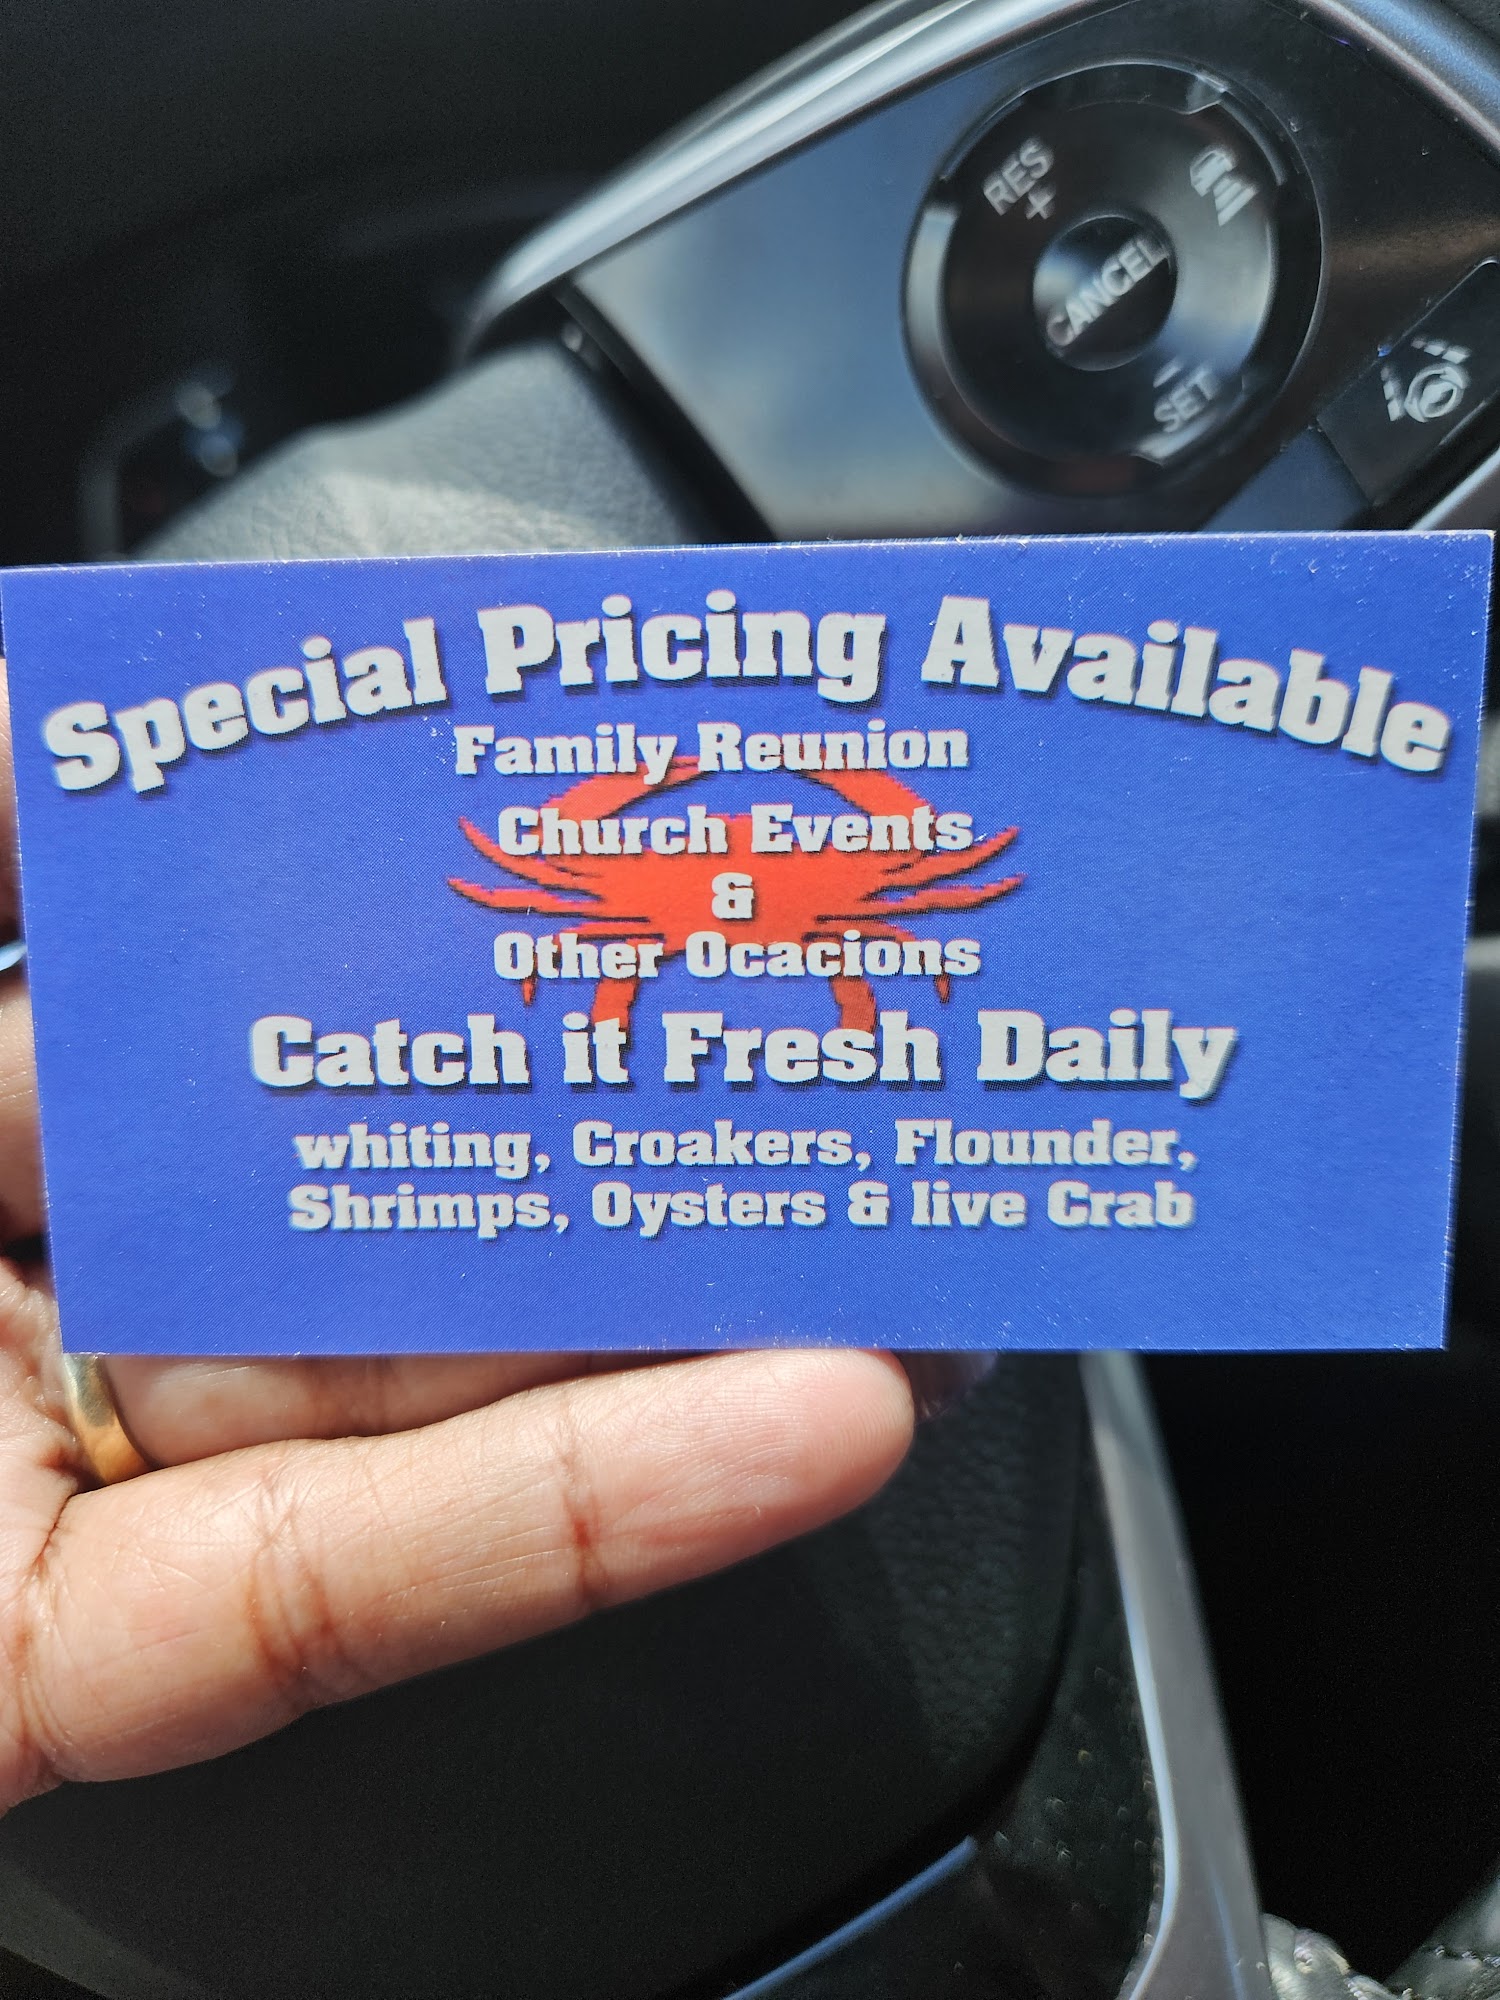 RES
+
CANCEL
-
SET
Special Pricing Available
Family Reunion
Church Events
&
Other Ocacions
Catch it Fresh Daily
whiting, Croakers, Flounder,
Shrimps, Oysters & live Crab